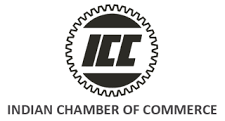 ICC
INDIAN CHAMBER OF COMMERCE